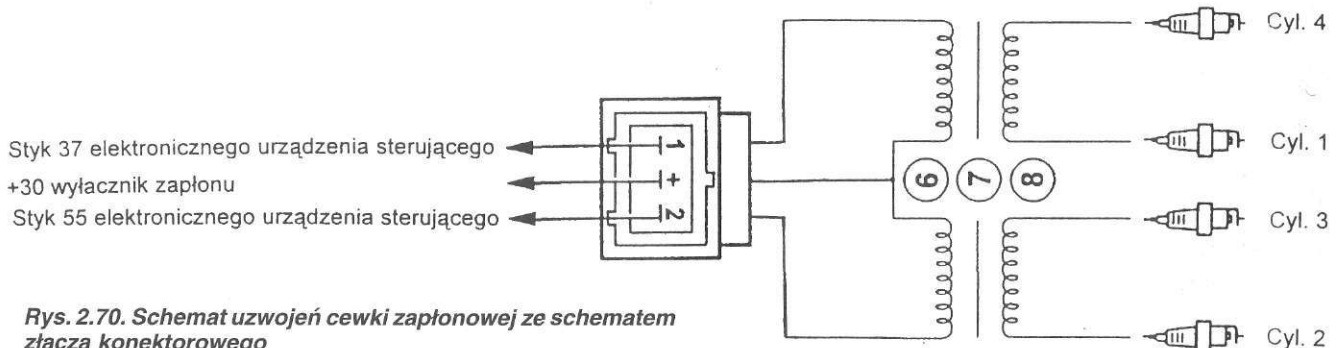 Cyl. 4
Styk 37 elektronicznego urządzenia sterującego
1
Cyl. 1
+30 wyłacznik zapłonu
+
6 7 8
Styk 55 elektronicznego urządzenia sterującego
2
Cyl. 3
Rys. 2.70. Schemat uzwojeń cewki zapłonowej ze schematem
złącza konektorowego
Cyl. 2